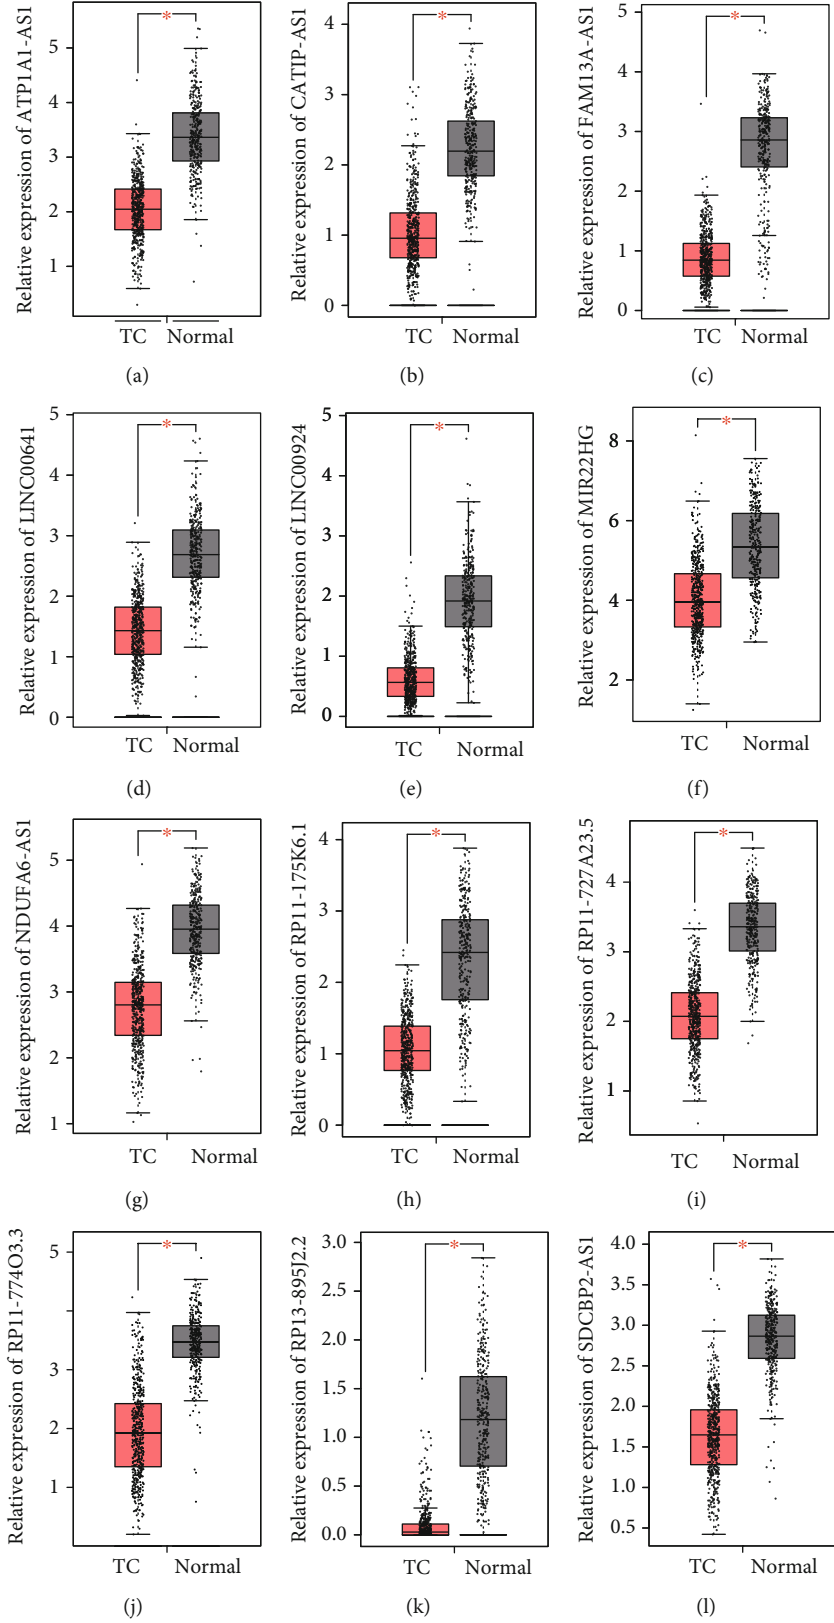 Relative expression of ATP1A1-AS1
5
4
3
2
1
*
TC Normal
(a)
Relative expression of CATIP-AS1
4
3
2
1
0
*
TC Normal
(b)
Relative expression of FAM13A-AS1
5
4
3
2
1
0
*
TC Normal
(c)
Relative expression of LINC00641
5
4
3
2
1
0
*
TC Normal
(d)
Relative expression of LINC00924
5
4
3
2
1
0
*
TC Normal
(e)
Relative expression of MIR22HG
8
6
4
2
*
TC Normal
(f)
Relative expression of NDUFA6-AS1
5
4
3
2
1
*
TC Normal
(g)
Relative expression of RP11-175K6.1
4
3
2
1
0
*
TC Normal
(h)
Relative expression of RP11-727A23.5
4
3
2
1
*
TC Normal
(i)
Relative expression of RP11-774O3.3
5
4
3
2
1
*
TC Normal
(j)
Relative expression of RP13-895J2.2
3.0
2.5
2.0
1.5
1.0
0.5
0.0
*
TC Normal
(k)
Relative expression of SDCBP2-AS1
4.0
3.5
3.0
2.5
2.0
1.5
1.0
0.5
*
TC Normal
(l)